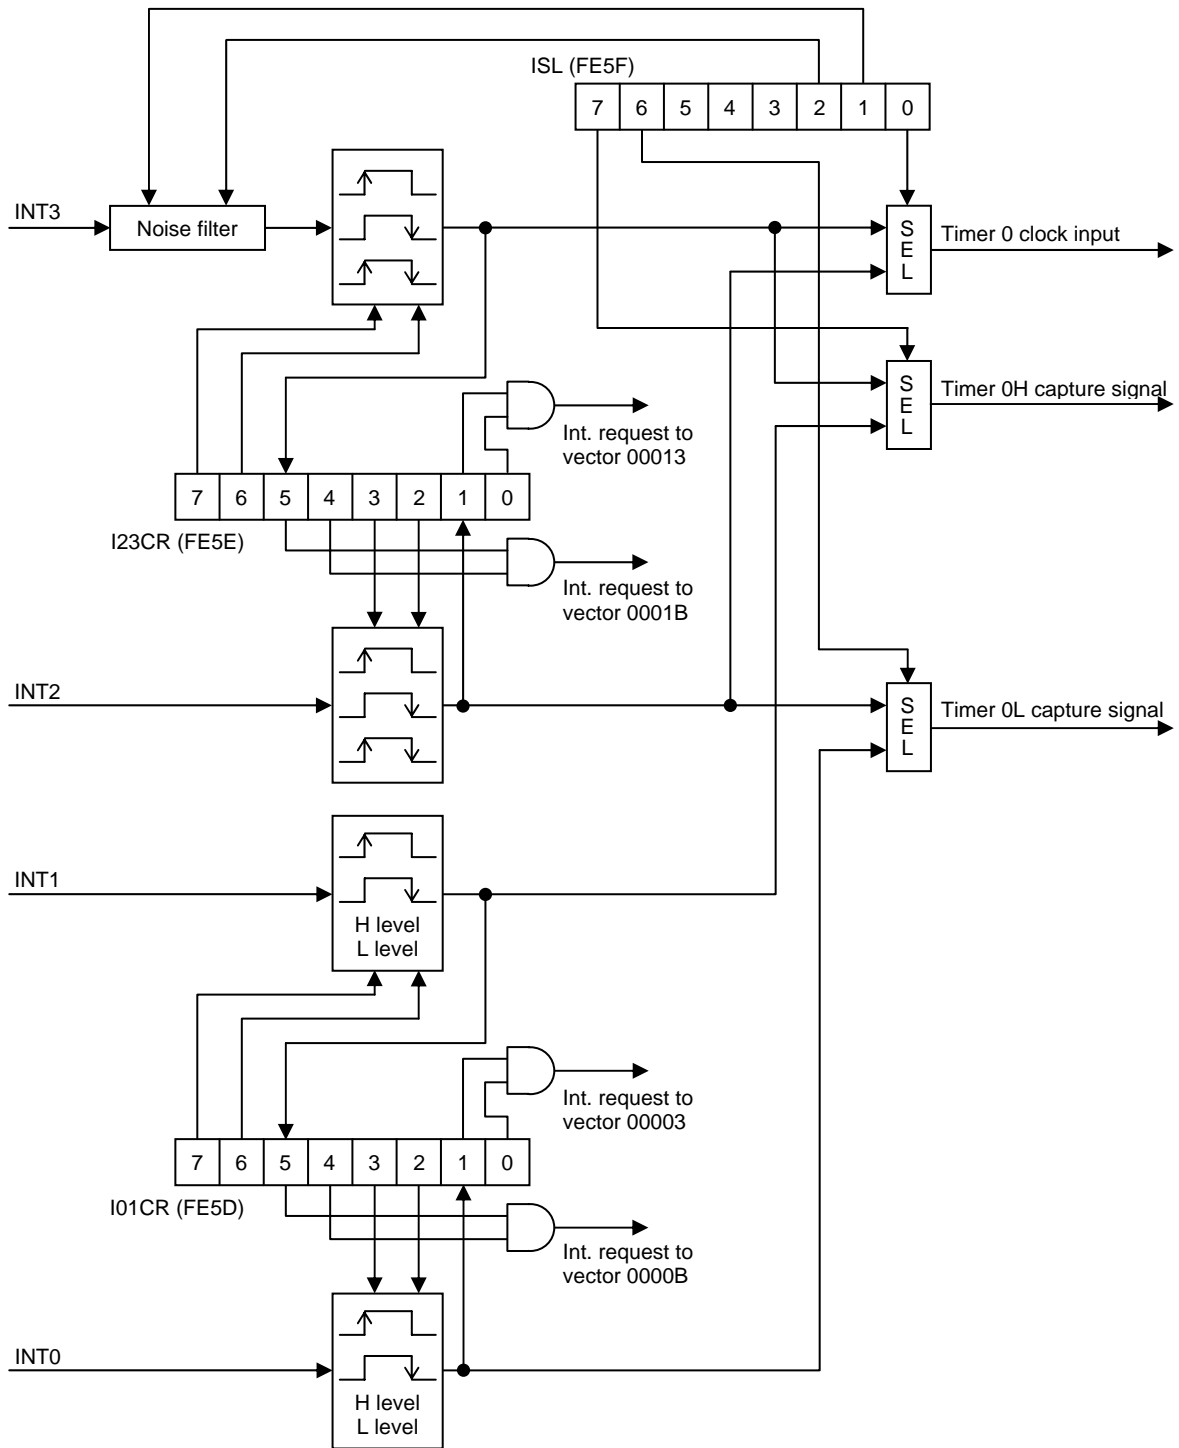 ISL (FE5F)
7 6 5 4 3 2 1 0
INT3
Noise filter
S
E
L
Timer 0 clock input
S
E
L
Timer 0H capture signal
Int. request to
vector 00013
7 6 5 4 3 2 1 0
I23CR (FE5E)
Int. request to
vector 0001B
INT2
S
E
L
Timer 0L capture signal
INT1
H level
L level
Int. request to
vector 00003
7 6 5 4 3 2 1 0
I01CR (FE5D)
Int. request to
vector 0000B
INT0
H level
L level